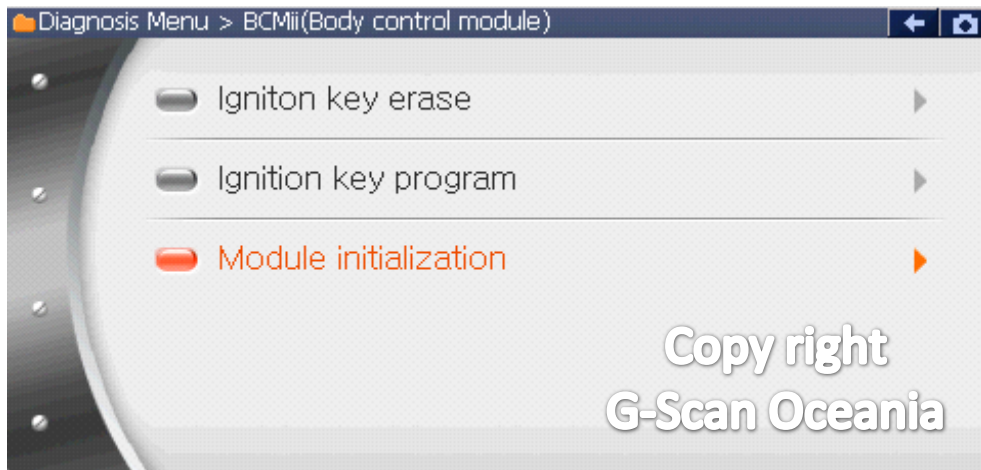 Diagnosis Menu > BCMii(Body control module)
Igniton key erase
Ignition key program
Module initialization
Copy right
G-Scan Oceania